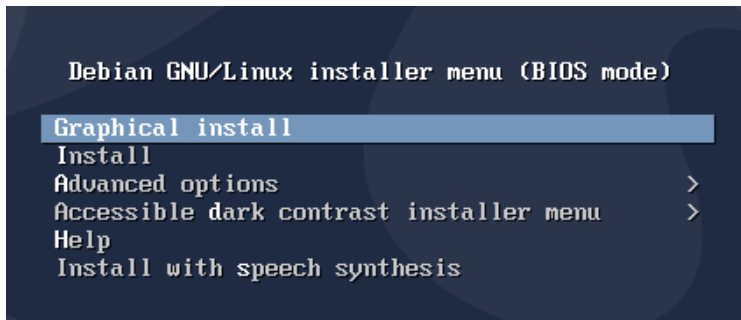 Debian GNU/Linux installer menu (BIOS mode)
Graphical install
Install
Advanced options >
Accessible dark contrast installer menu >
Help
Install with speech synthesis